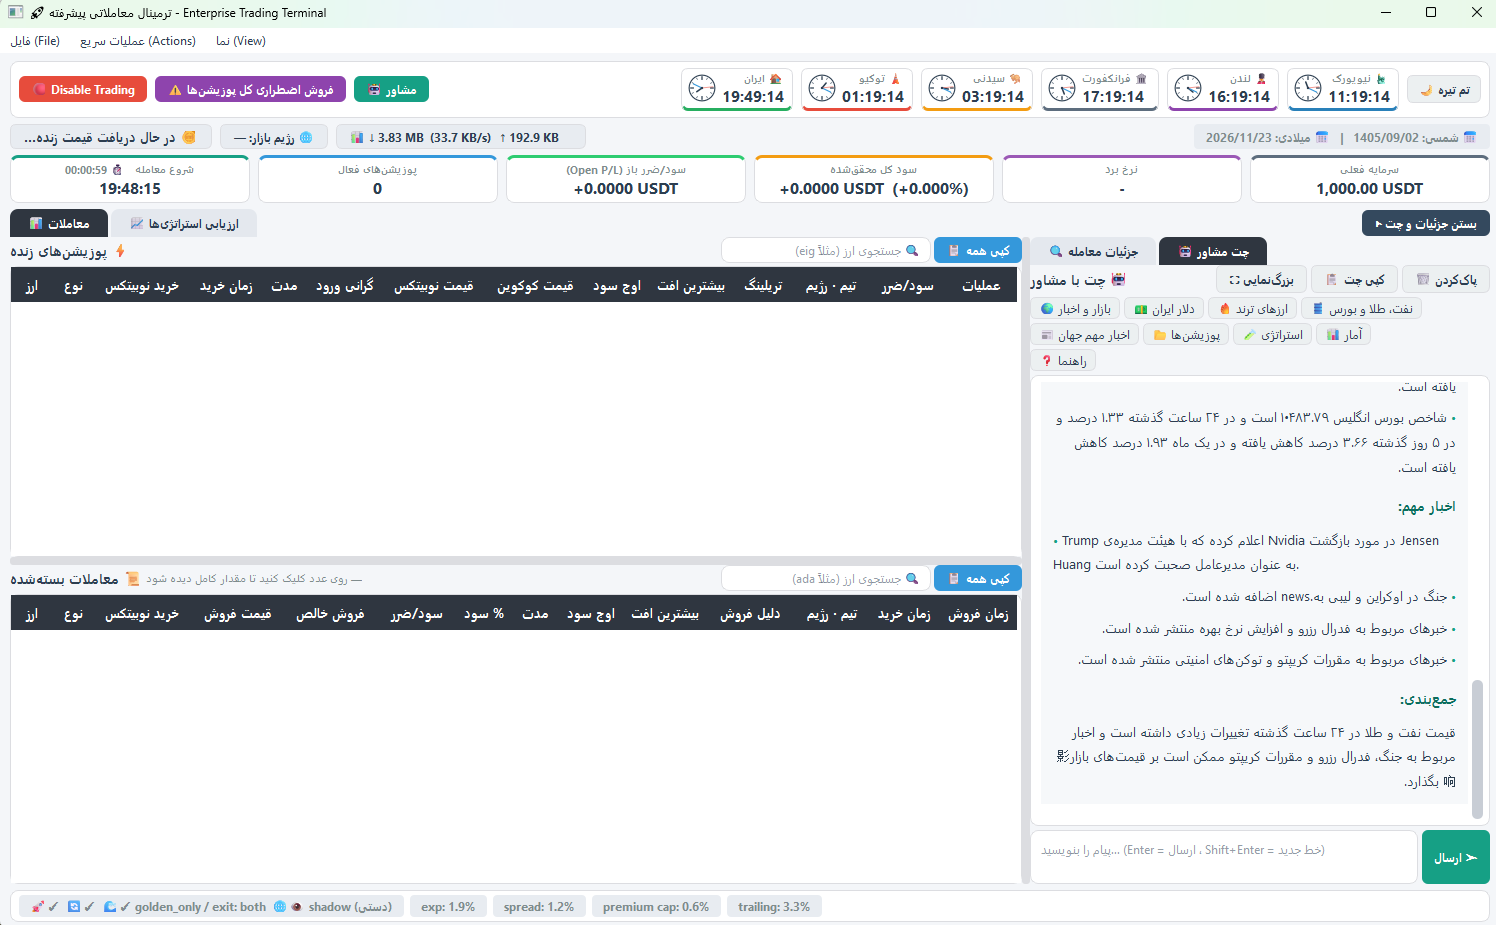 ترمینال معاملاتی پیشرفته - Enterprise Trading Terminal
فایل (File) عملیات سریع (Actions) نما (View)
Disable Trading
فروش اضطراری کل پوزیشن‌ها
مشاور
ایران
19:49:14
توکیو
01:19:14
سیدنی
03:19:14
فرانکفورت
17:19:14
لندن
16:19:14
نیویورک
11:19:14
تم تیره
در حال دریافت قیمت زنده...
رژیم بازار: —
↓ 3.83 MB (33.7 KB/s) ↑ 192.9 KB
شمسی: 1405/09/02 | میلادی: 2026/11/23
شروع معامله 00:00:59
19:48:15
پوزیشن‌های فعال
0
سود/ضرر باز (Open P/L)
+0.0000 USDT
سود کل محقق‌شده
+0.0000 USDT (+0.000%)
نرخ برد
-
سرمایه فعلی
1,000.00 USDT
معاملات
ارزیابی استراتژی‌ها
بستن جزئیات و چت
پوزیشن‌های زنده
جستجوی ارز (مثلاً eig)
کپی همه
ارز نوع خرید نوبیتکس زمان خرید مدت گرانی ورود قیمت نوبیتکس قیمت کوکوین اوج سود بیشترین افت تریلینگ تیم · رژیم سود/ضرر عملیات
معاملات بسته‌شده
— روی عدد کلیک کنید تا مقدار کامل دیده شود
جستجوی ارز (مثلاً ada)
کپی همه
ارز نوع خرید نوبیتکس قیمت فروش فروش خالص سود/ضرر % سود مدت اوج سود بیشترین افت دلیل فروش تیم · رژیم زمان خرید زمان فروش
جزئیات معامله
چت مشاور
چت با مشاور
بزرگ‌نمایی
کپی چت
پاک‌کردن
بازار و اخبار
دلار ایران
ارزهای ترند
نفت، طلا و بورس
اخبار مهم جهان
پوزیشن‌ها
استراتژی
آمار
راهنما
یافته است.
• شاخص بورس انگلیس ۱۰۴۸۳.۷۹ است و در ۲۴ ساعت گذشته ۱.۳۳ درصد و
در ۵ روز گذشته ۳.۶۶ درصد کاهش یافته و در یک ماه ۱.۹۳ درصد کاهش
یافته است.
اخبار مهم:
• Trump در مورد بازگشت Nvidia اعلام کرده که با هیئت مدیره‌ی Jensen
Huang به عنوان مدیرعامل صحبت کرده است.
• جنگ در اوکراین و لیبی به.news اضافه شده است.
• خبرهای مربوط به فدرال رزرو و افزایش نرخ بهره منتشر شده است.
• خبرهای مربوط به مقررات کریپتو و توکن‌های امنیتی منتشر شده است.
جمع‌بندی:
قیمت نفت و طلا در ۲۴ ساعت گذشته تغییرات زیادی داشته است و اخبار
مربوط به جنگ، فدرال رزرو و مقررات کریپتو ممکن است بر قیمت‌های بازار影
响 بگذارد.
پیام را بنویسید... (Enter = ارسال ، Shift+Enter = خط جدید)
ارسال
golden_only / exit: both shadow (دستی)
exp: 1.9%
spread: 1.2%
premium cap: 0.6%
trailing: 3.3%